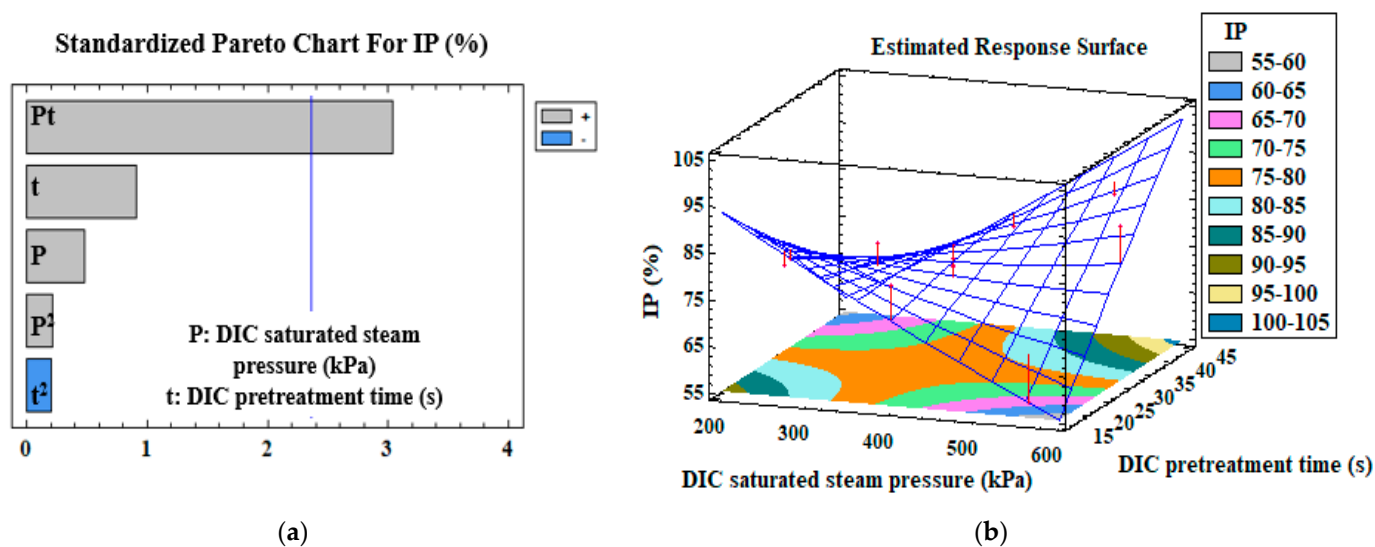 Standardized Pareto Chart For IP (%)
Pt
t
P
P²
t²
0 1 2 3 4
+
-
P: DIC saturated steam
pressure (kPa)
t: DIC pretreatment time (s)
(a)
Estimated Response Surface
IP (%)
105
95
85
75
65
55
200 300 400 500 600
DIC saturated steam pressure (kPa)
15 20 25 30 35 40 45
DIC pretreatment time (s)
IP
55-60
60-65
65-70
70-75
75-80
80-85
85-90
90-95
95-100
100-105
(b)